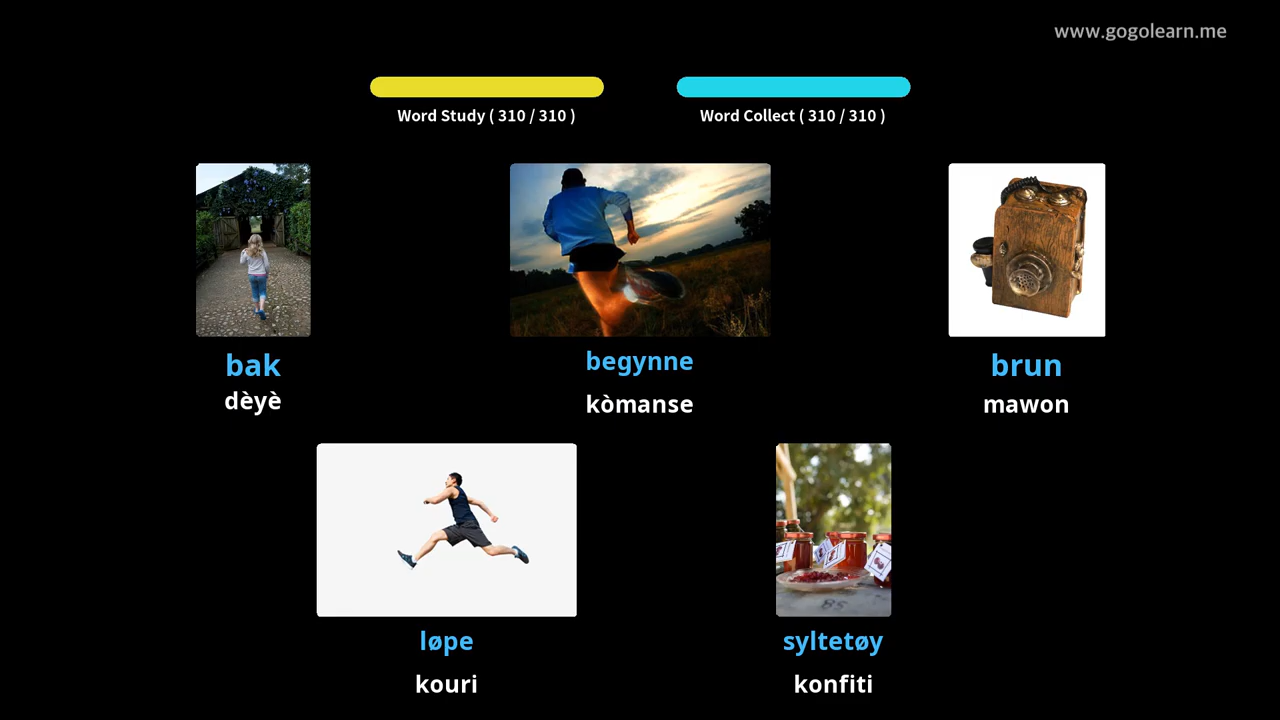 www.gogolearn.me
Word Study ( 310 / 310 )
Word Collect ( 310 / 310 )
bak
dèyè
begynne
kòmanse
brun
mawon
løpe
kouri
syltetøy
konfiti